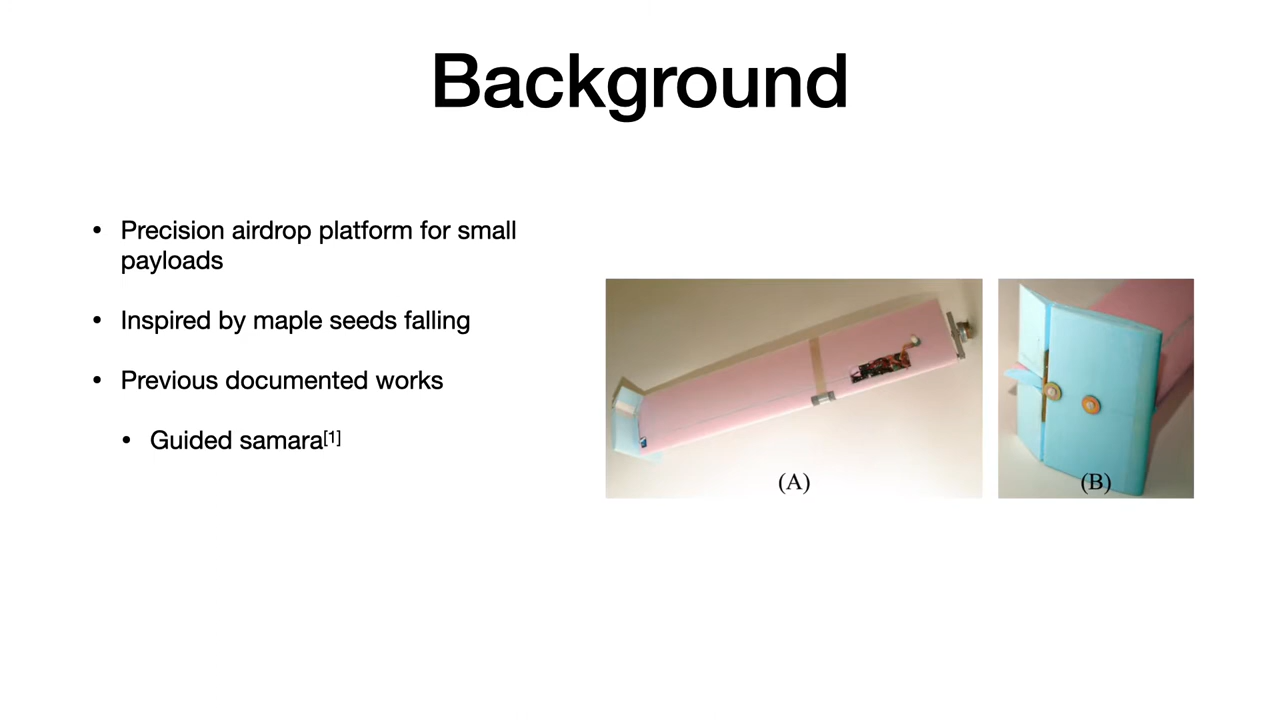 Background
• Precision airdrop platform for small
payloads
• Inspired by maple seeds falling
• Previous documented works
• Guided samara[1]
(A)
(B)